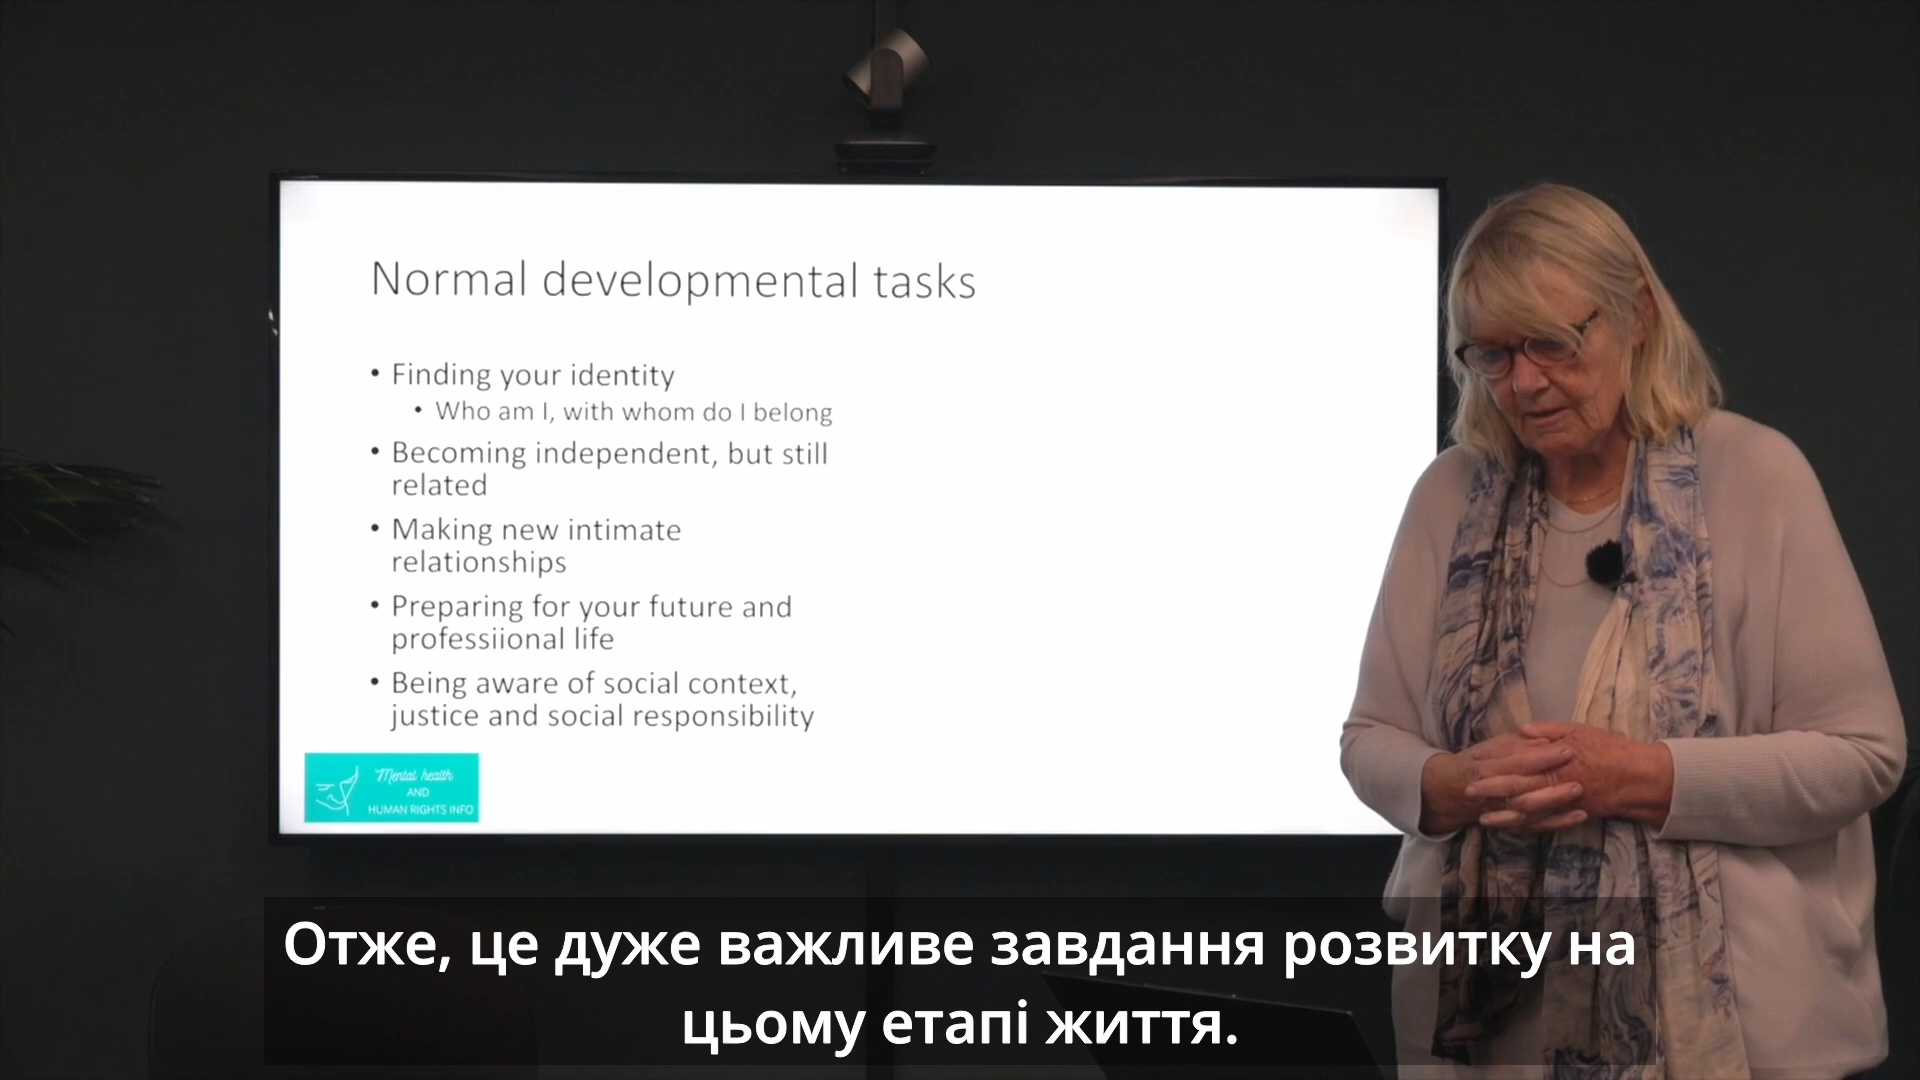 Normal developmental tasks
• Finding your identity
• Who am I, with whom do I belong
• Becoming independent, but still
related
• Making new intimate
relationships
• Preparing for your future and
professiional life
• Being aware of social context,
justice and social responsibility
Mental health
AND
HUMAN RIGHTS INFO
Отже, це дуже важливе завдання розвитку на
цьому етапі життя.